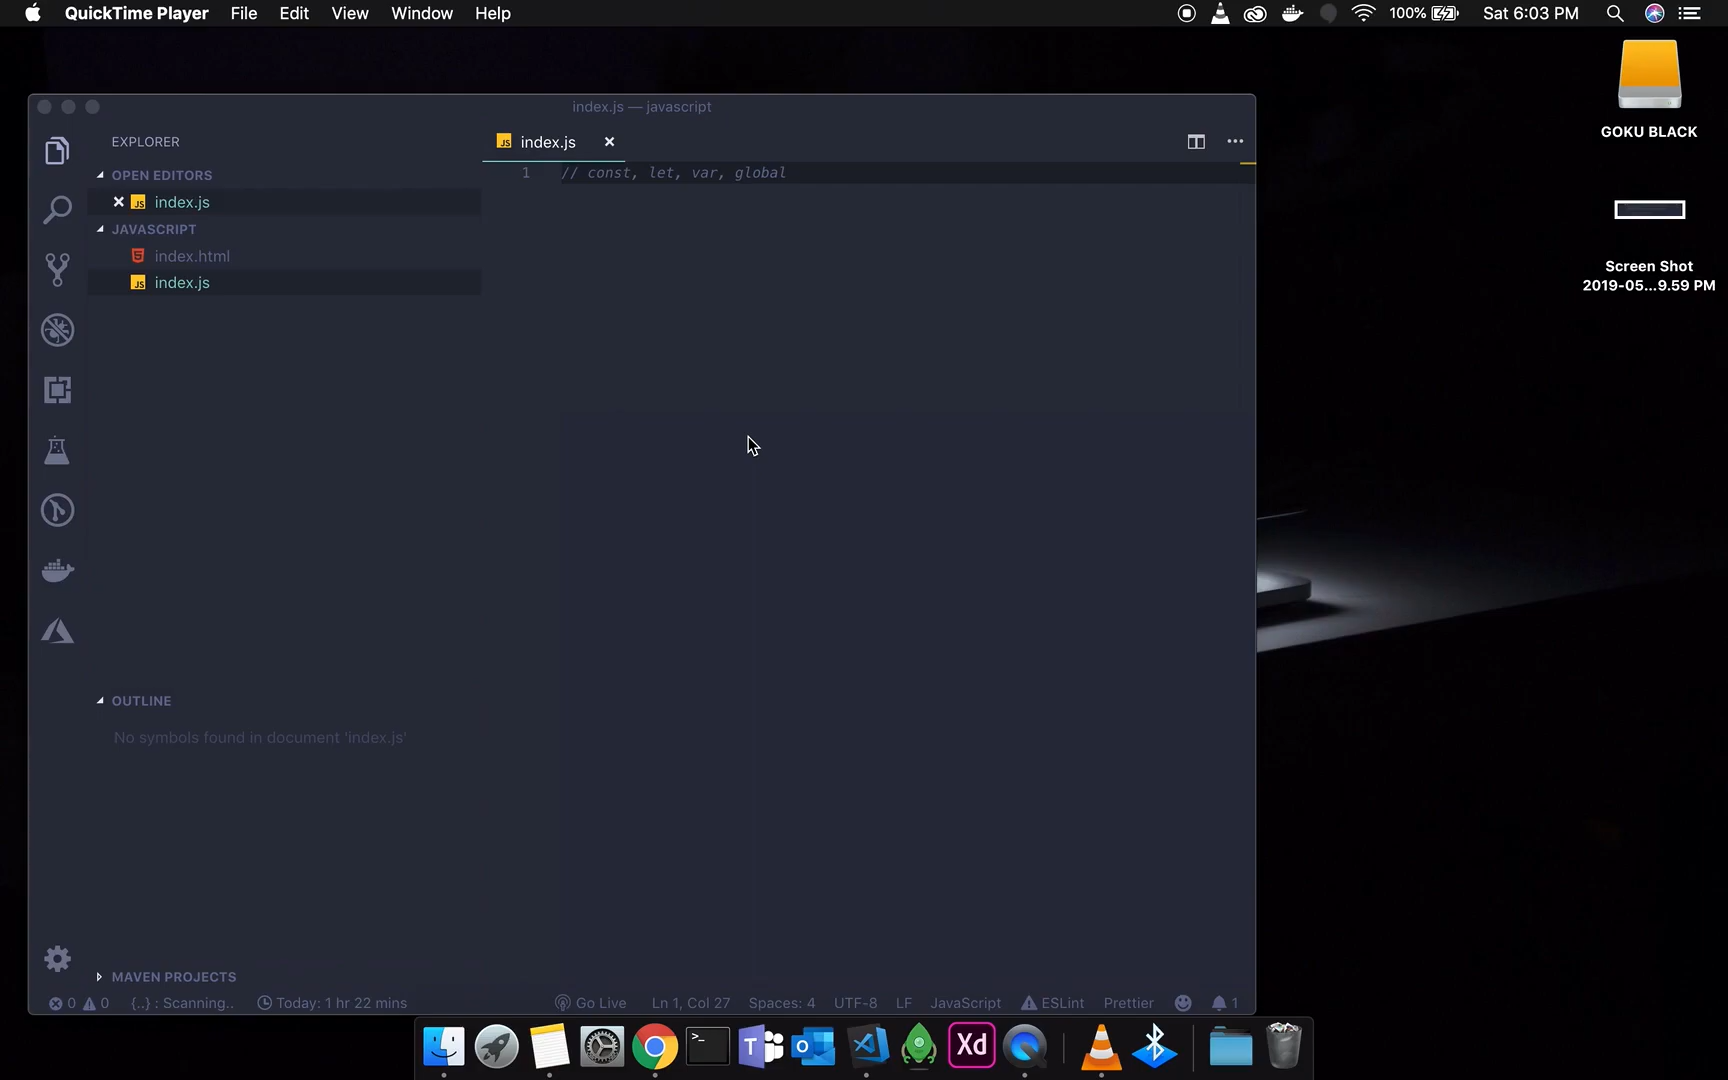 QuickTime Player File Edit View Window Help 100% Sat 6:03 PM
GOKU BLACK
Screen Shot
2019-05...9.59 PM
index.js — javascript
EXPLORER
OPEN EDITORS
JS index.js
JAVASCRIPT
index.html
JS index.js
JS index.js
1 // const, let, var, global
OUTLINE
No symbols found in document 'index.js'
MAVEN PROJECTS
0 0 {..} : Scanning.. Today: 1 hr 22 mins Go Live Ln 1, Col 27 Spaces: 4 UTF-8 LF JavaScript ESLint Prettier 1
>_ T O Xd